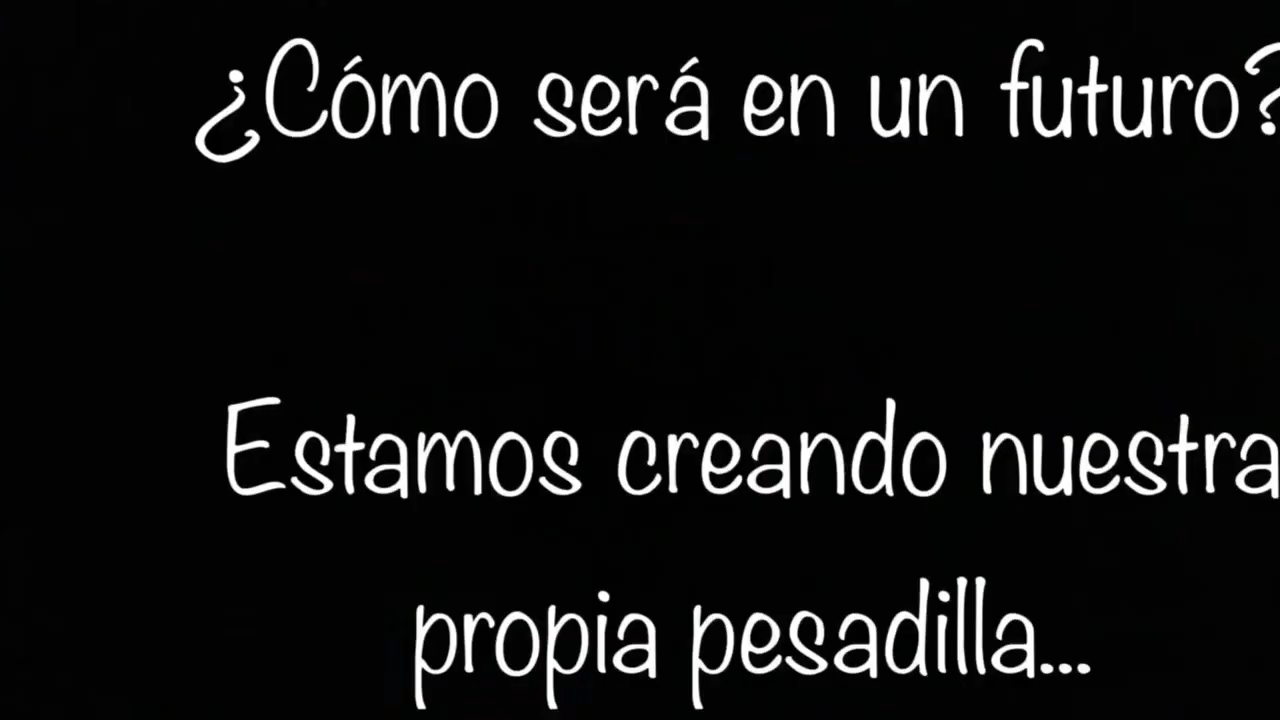 ¿Cómo será en un futuro?
Estamos creando nuestra
propia pesadilla...